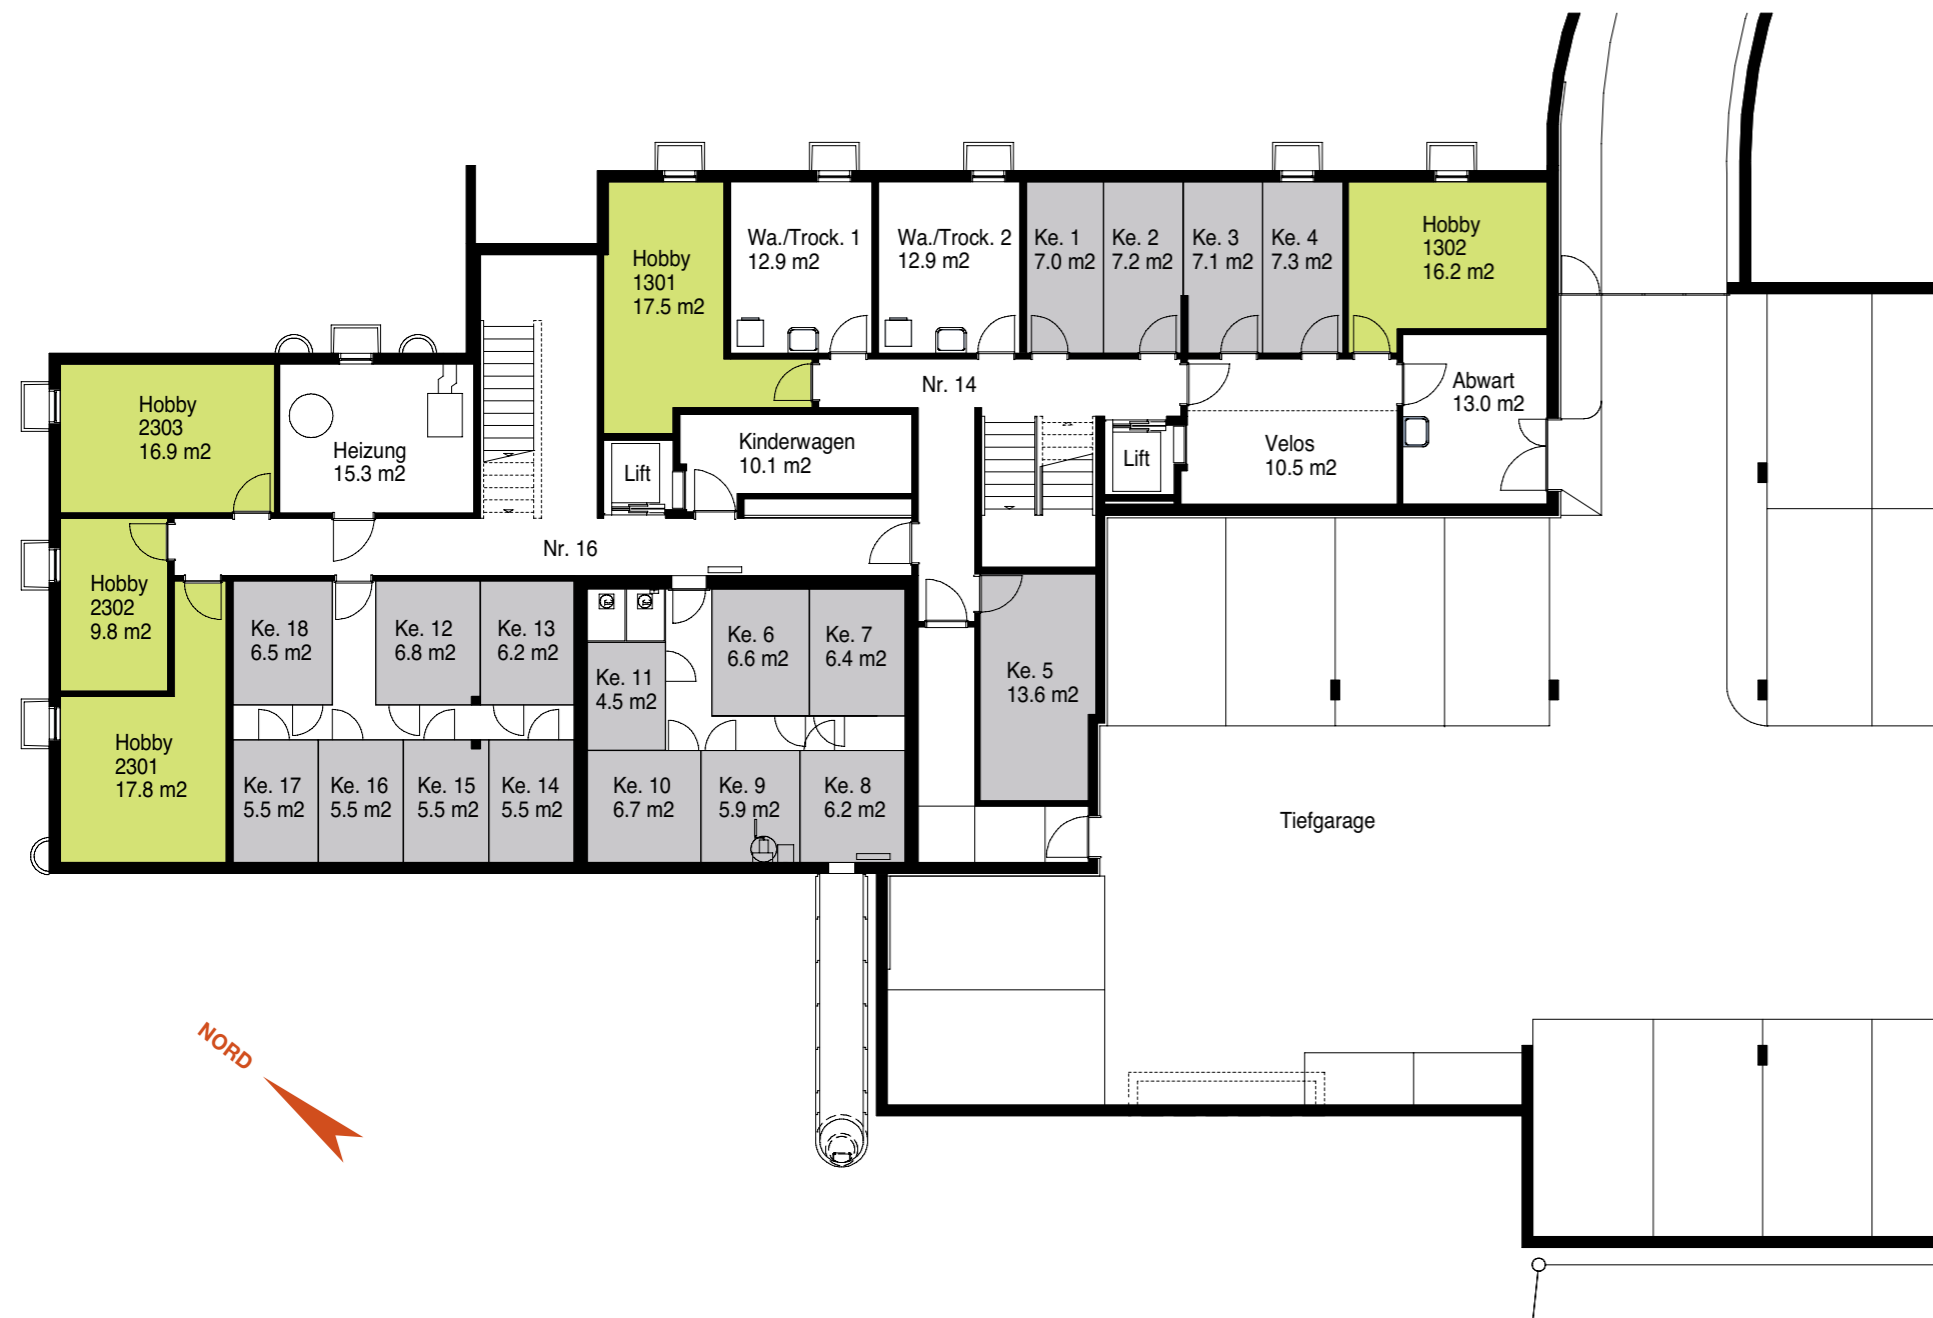 Hobby
1301
17.5 m2
Wa./Trock. 1
12.9 m2
Wa./Trock. 2
12.9 m2
Ke. 1
7.0 m2
Ke. 2
7.2 m2
Ke. 3
7.1 m2
Ke. 4
7.3 m2
Hobby
1302
16.2 m2
Hobby
2303
16.9 m2
Heizung
15.3 m2
Nr. 14
Abwart
13.0 m2
Lift
Kinderwagen
10.1 m2
Lift
Velos
10.5 m2
Nr. 16
Hobby
2302
9.8 m2
Ke. 18
6.5 m2
Ke. 12
6.8 m2
Ke. 13
6.2 m2
Ke. 11
4.5 m2
Ke. 6
6.6 m2
Ke. 7
6.4 m2
Ke. 5
13.6 m2
Hobby
2301
17.8 m2
Ke. 17
5.5 m2
Ke. 16
5.5 m2
Ke. 15
5.5 m2
Ke. 14
5.5 m2
Ke. 10
6.7 m2
Ke. 9
5.9 m2
Ke. 8
6.2 m2
Tiefgarage
NORD